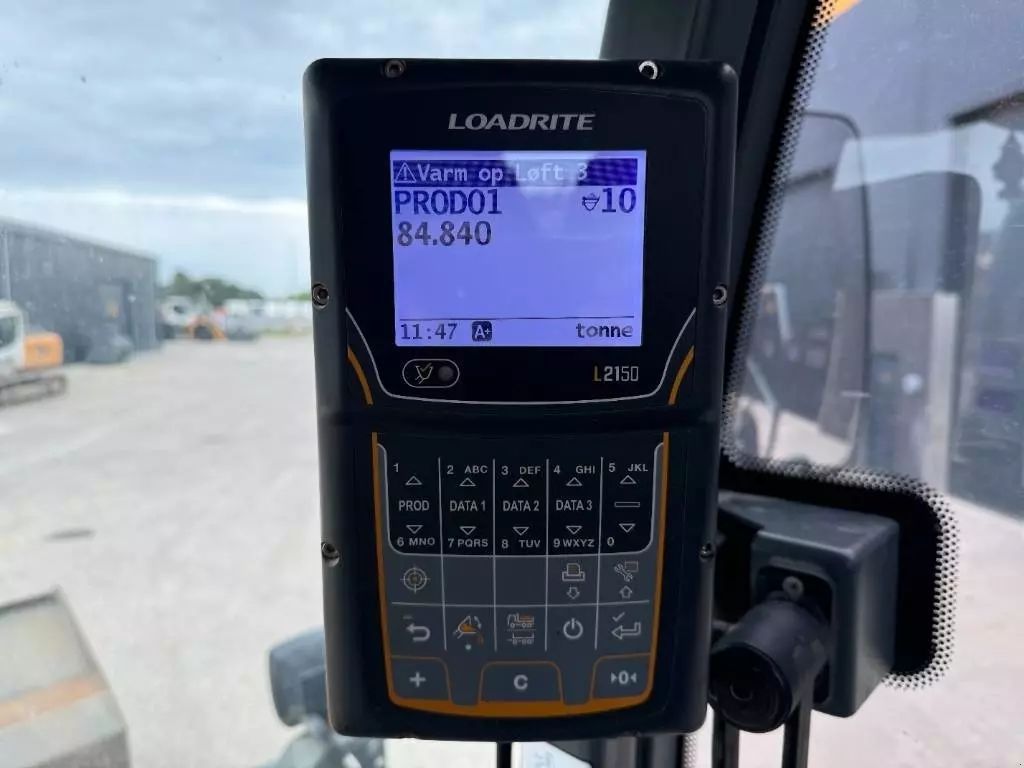 LOADRITE
Varm op Løft 3
PROD01 10
84.840
11:47 A+ tonne
L2150
1 2 ABC 3 DEF 4 GHI 5 JKL
PROD DATA 1 DATA 2 DATA 3
6 MNO 7 PQRS 8 TUV 9 WXYZ 0
+ C 0